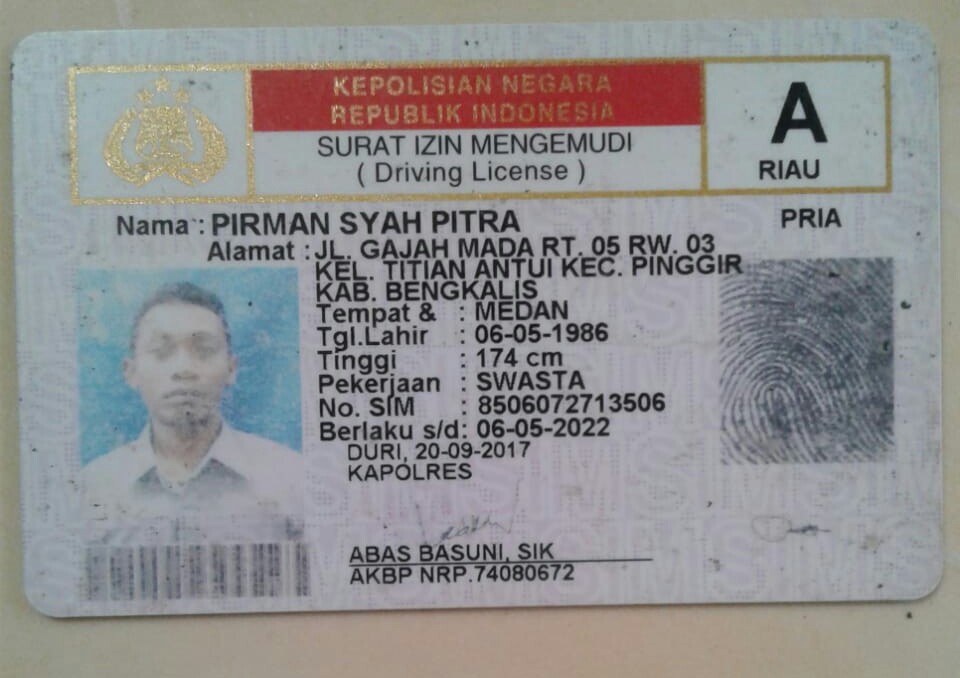 KEPOLISIAN NEGARA
REPUBLIK INDONESIA
SURAT IZIN MENGEMUDI
( Driving License )
A
RIAU
Nama : PIRMAN SYAH PITRA
PRIA
Alamat : JL. GAJAH MADA RT. 05 RW. 03
KEL. TITIAN ANTUI KEC. PINGGIR
KAB. BENGKALIS
Tempat & : MEDAN
Tgl.Lahir : 06-05-1986
Tinggi : 174 cm
Pekerjaan : SWASTA
No. SIM : 8506072713506
Berlaku s/d : 06-05-2022
DURI, 20-09-2017
KAPOLRES
ABAS BASUNI, SIK
AKBP NRP.74080672